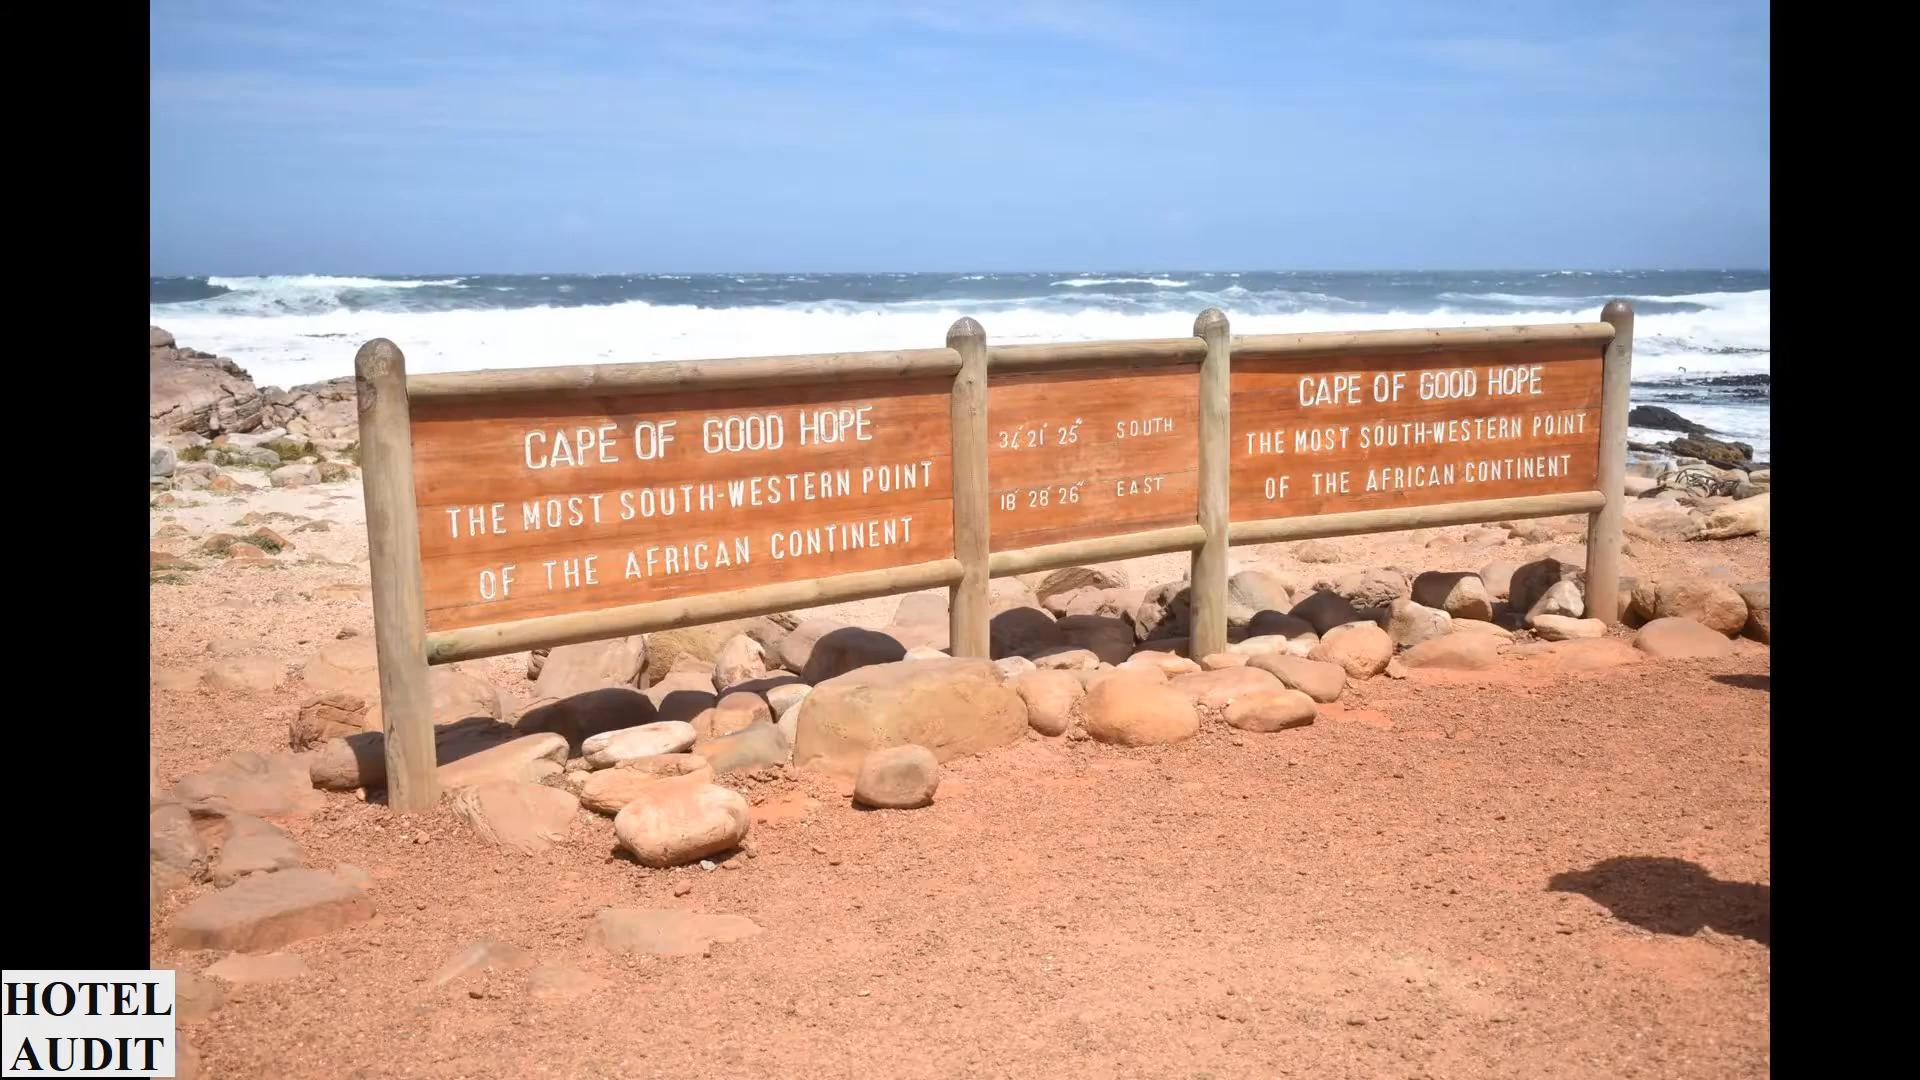 CAPE OF GOOD HOPE
THE MOST SOUTH-WESTERN POINT
OF THE AFRICAN CONTINENT
34° 21' 25" SOUTH
18° 28' 26" EAST
CAPE OF GOOD HOPE
THE MOST SOUTH-WESTERN POINT
OF THE AFRICAN CONTINENT
HOTEL
AUDIT